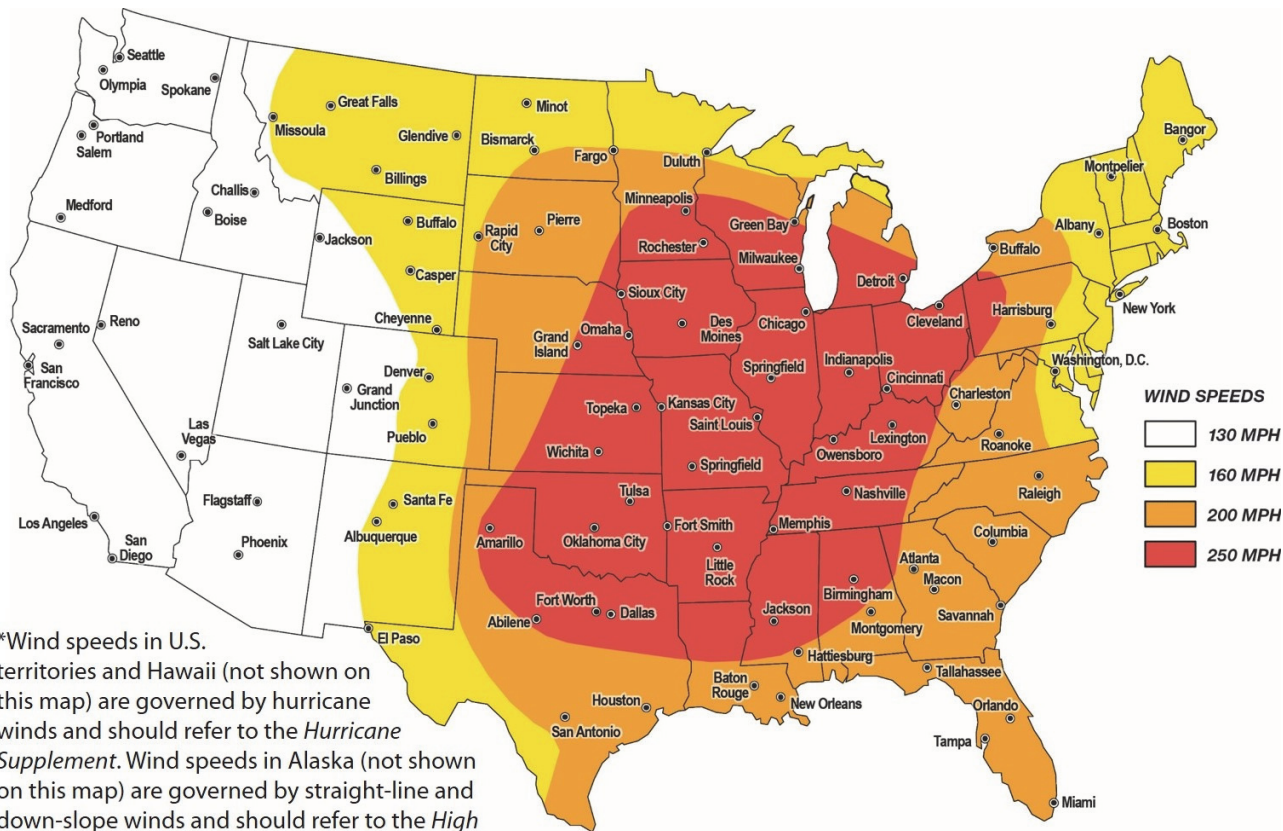 Seattle
Olympia
Spokane
Portland
Salem
Medford
Challis
Boise
Missoula
Great Falls
Glendive
Billings
Jackson
Buffalo
Casper
Cheyenne
Minot
Bismarck
Fargo
Duluth
Rapid
City
Pierre
Minneapolis
Rochester
Green Bay
Milwaukee
Detroit
Buffalo
Albany
Montpelier
Bangor
Boston
New York
Harrisburg
Washington, D.C.
Sacramento
San
Francisco
Reno
Las
Vegas
Los Angeles
San
Diego
Salt Lake City
Flagstaff
Phoenix
Grand
Junction
Denver
Pueblo
Santa Fe
Albuquerque
El Paso
Sioux City
Omaha
Grand
Island
Des
Moines
Chicago
Springfield
Indianapolis
Cleveland
Cincinnati
Charleston
Roanoke
Topeka
Kansas City
Saint Louis
Wichita
Springfield
Owensboro
Lexington
Nashville
Raleigh
Columbia
Tulsa
Oklahoma City
Amarillo
Fort Smith
Little
Rock
Memphis
Atlanta
Macon
Birmingham
Montgomery
Savannah
Abilene
Fort Worth
Dallas
Jackson
Hattiesburg
Baton
Rouge
New Orleans
Houston
San Antonio
Tallahassee
Orlando
Tampa
Miami
WIND SPEEDS
130 MPH
160 MPH
200 MPH
250 MPH
*Wind speeds in U.S.
territories and Hawaii (not shown on
this map) are governed by hurricane
winds and should refer to the Hurricane
Supplement. Wind speeds in Alaska (not shown
on this map) are governed by straight-line and
down-slope winds and should refer to the High